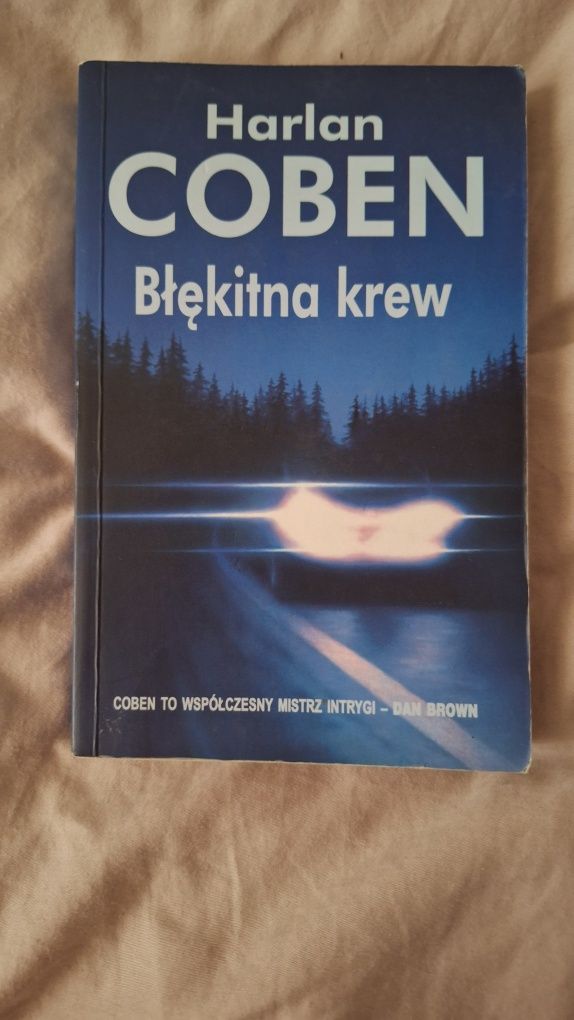 Harlan
COBEN
Błękitna krew
COBEN TO WSPÓŁCZESNY MISTRZ INTRYGI – DAN BROWN